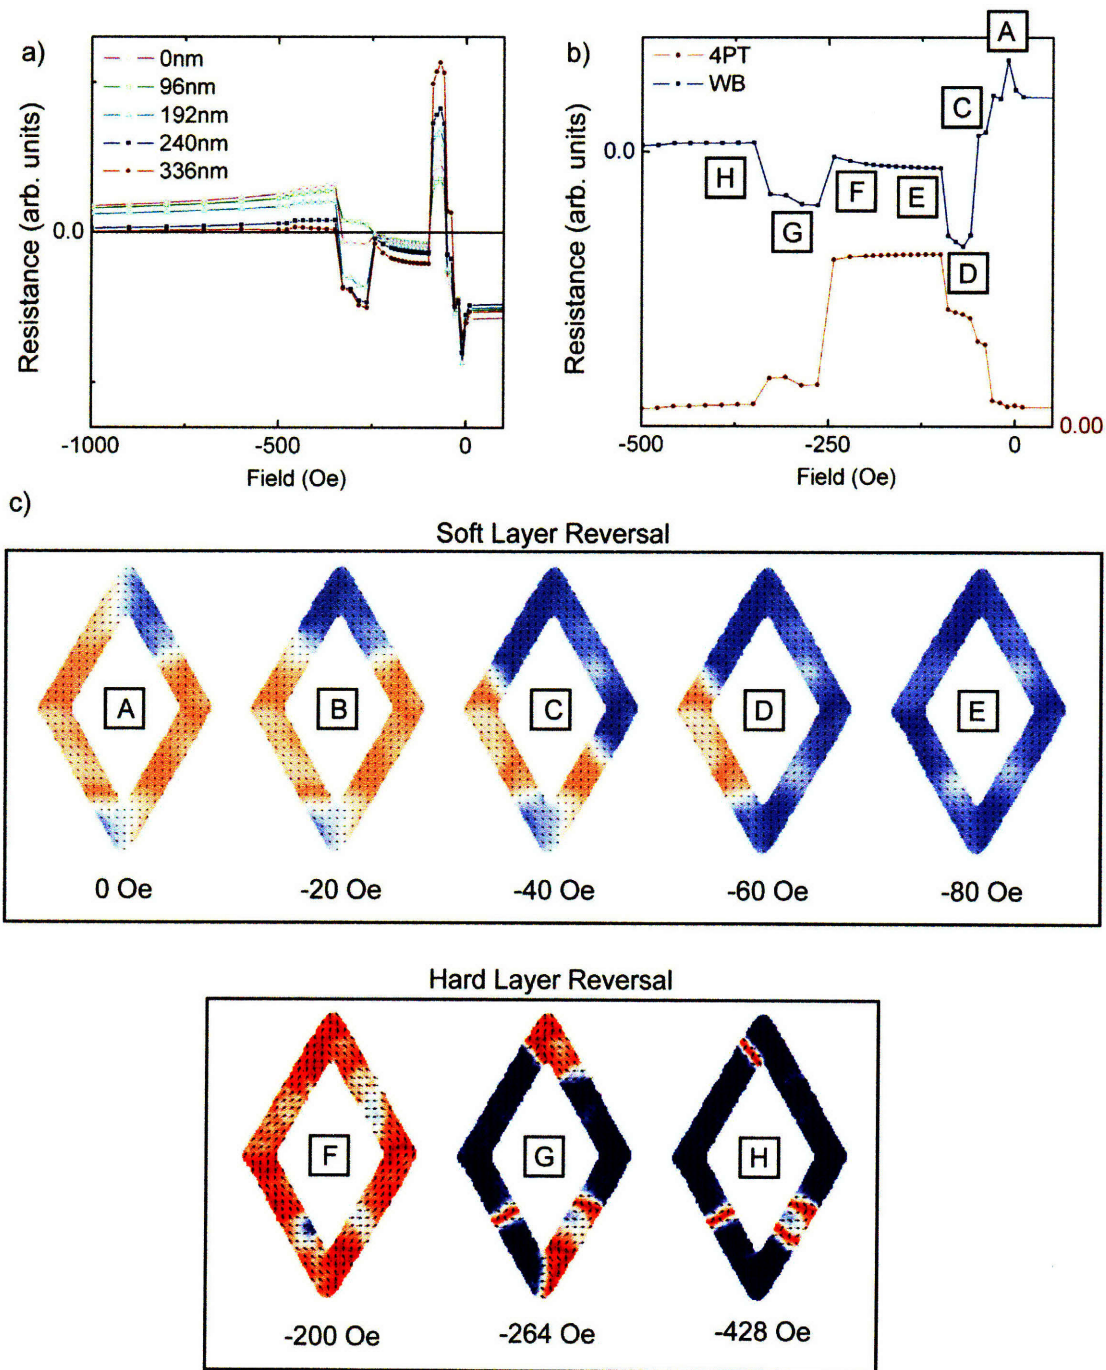 a)
0nm
96nm
192nm
240nm
336nm
Resistance (arb. units)
0.0
-1000
-500
0
Field (Oe)
b)
4PT
WB
A
C
H
G
F
E
D
Resistance (arb. units)
0.0
0.00
-500
-250
0
Field (Oe)
c)
Soft Layer Reversal
A
B
C
D
E
0 Oe
-20 Oe
-40 Oe
-60 Oe
-80 Oe
Hard Layer Reversal
F
G
H
-200 Oe
-264 Oe
-428 Oe